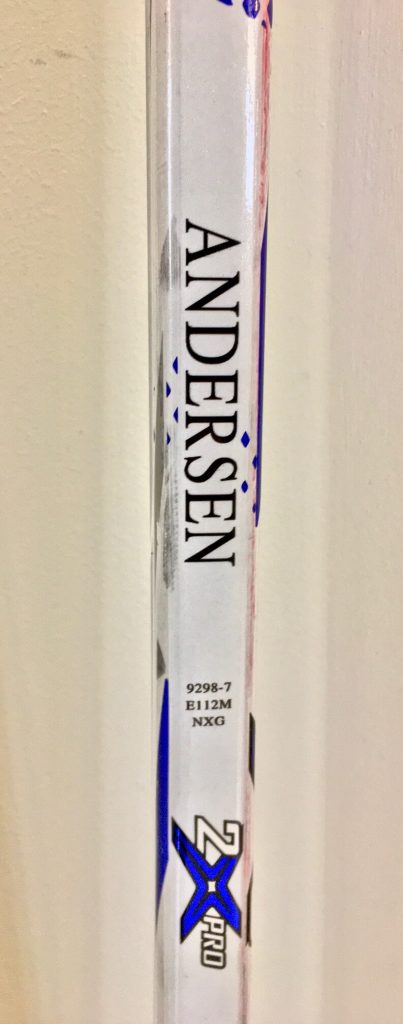 ANDERSEN
9298-7
E112M
NXG
2X PRO